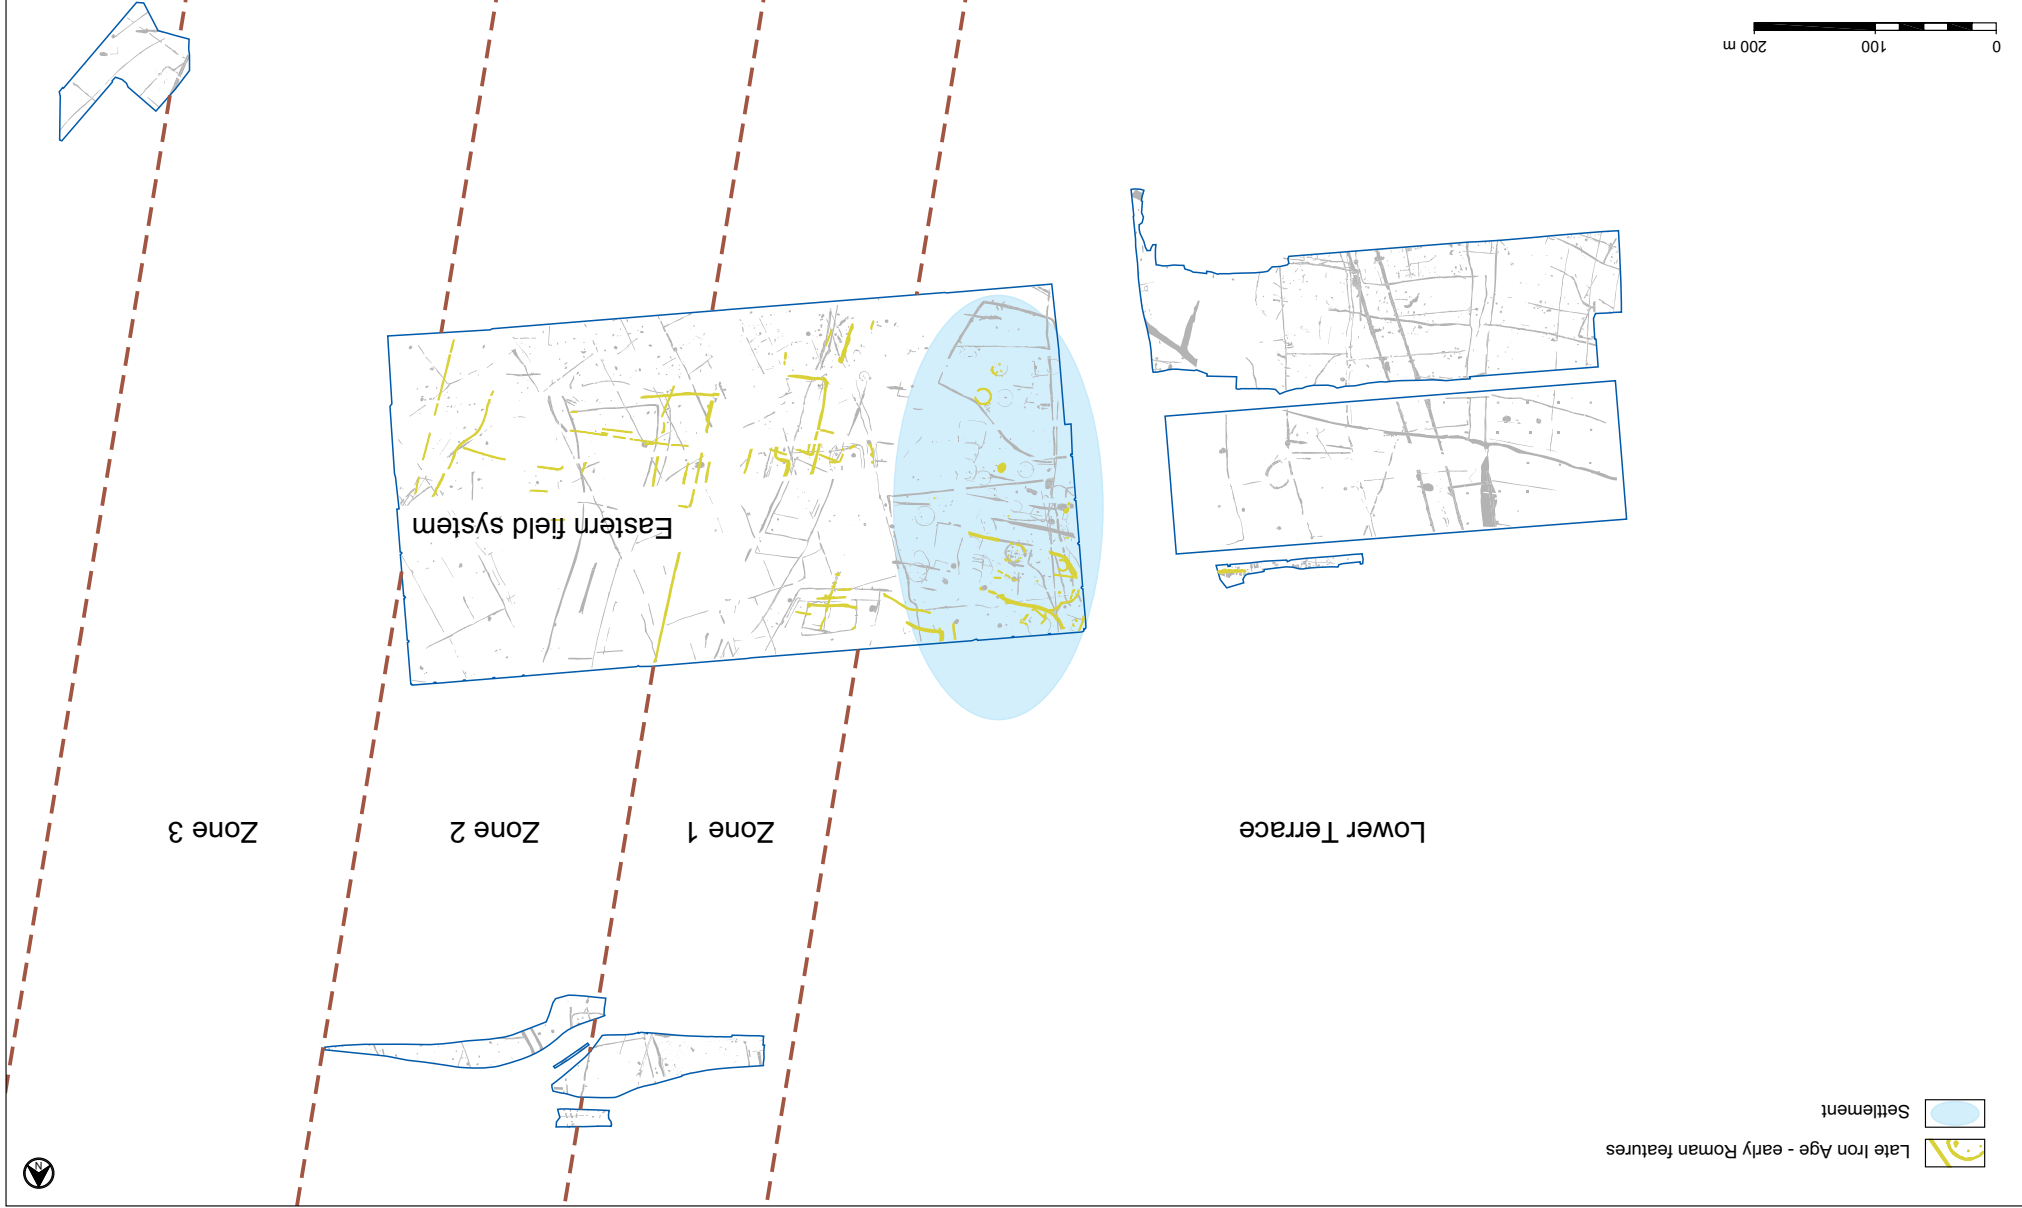 N
Late Iron Age - early Roman features
Settlement
Lower Terrace
Zone 1
Zone 2
Zone 3
Eastern field system
0
100
200 m